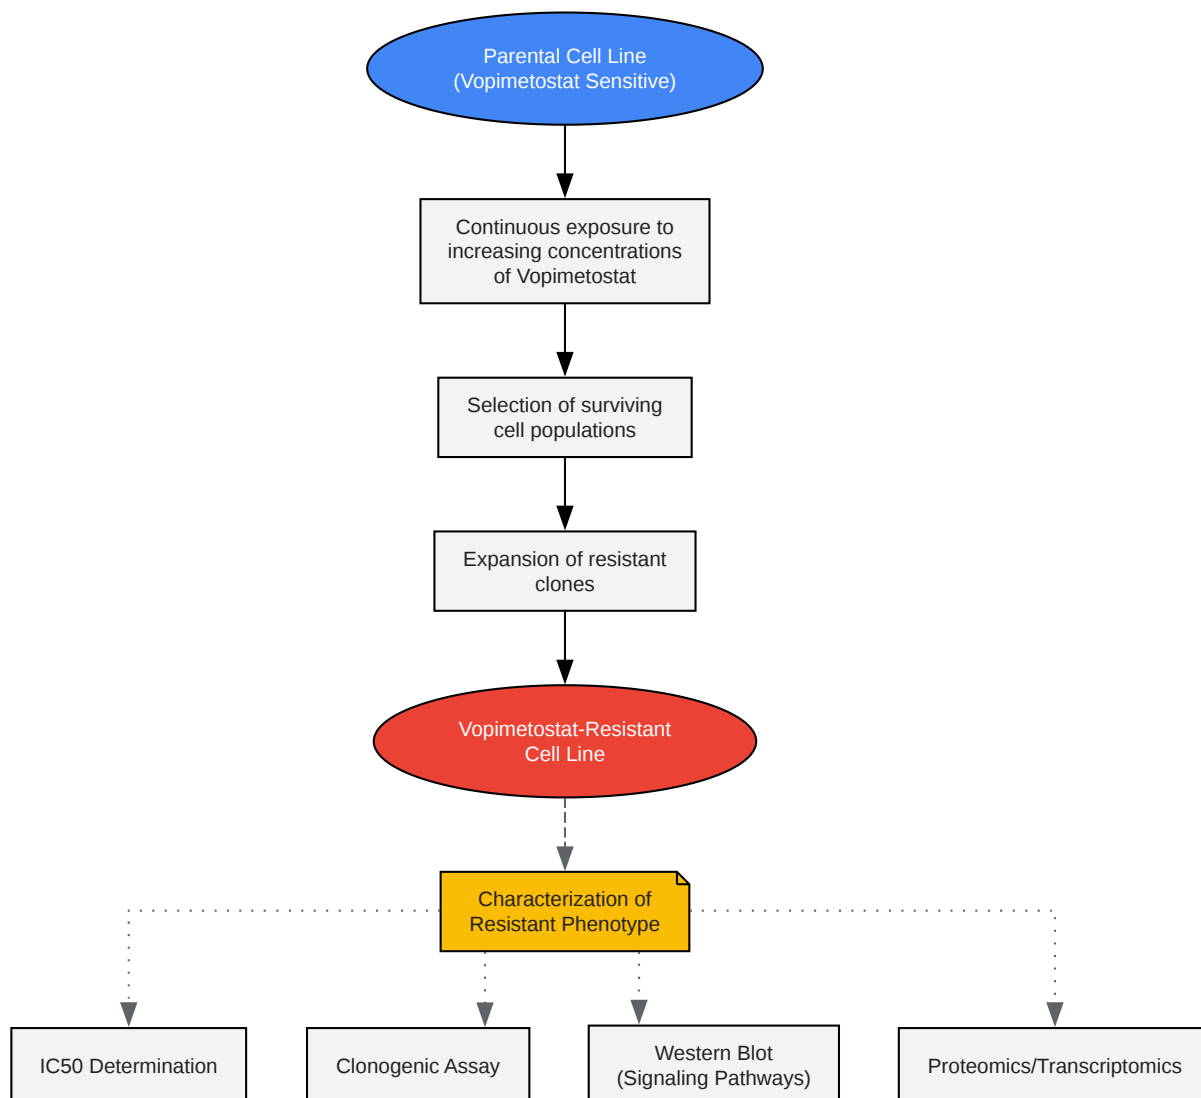 Parental Cell Line
(Vopimetostat Sensitive)
Continuous exposure to
increasing concentrations
of Vopimetostat
Selection of surviving
cell populations
Expansion of resistant
clones
Vopimetostat-Resistant
Cell Line
Characterization of
Resistant Phenotype
IC50 Determination
Clonogenic Assay
Western Blot
(Signaling Pathways)
Proteomics/Transcriptomics